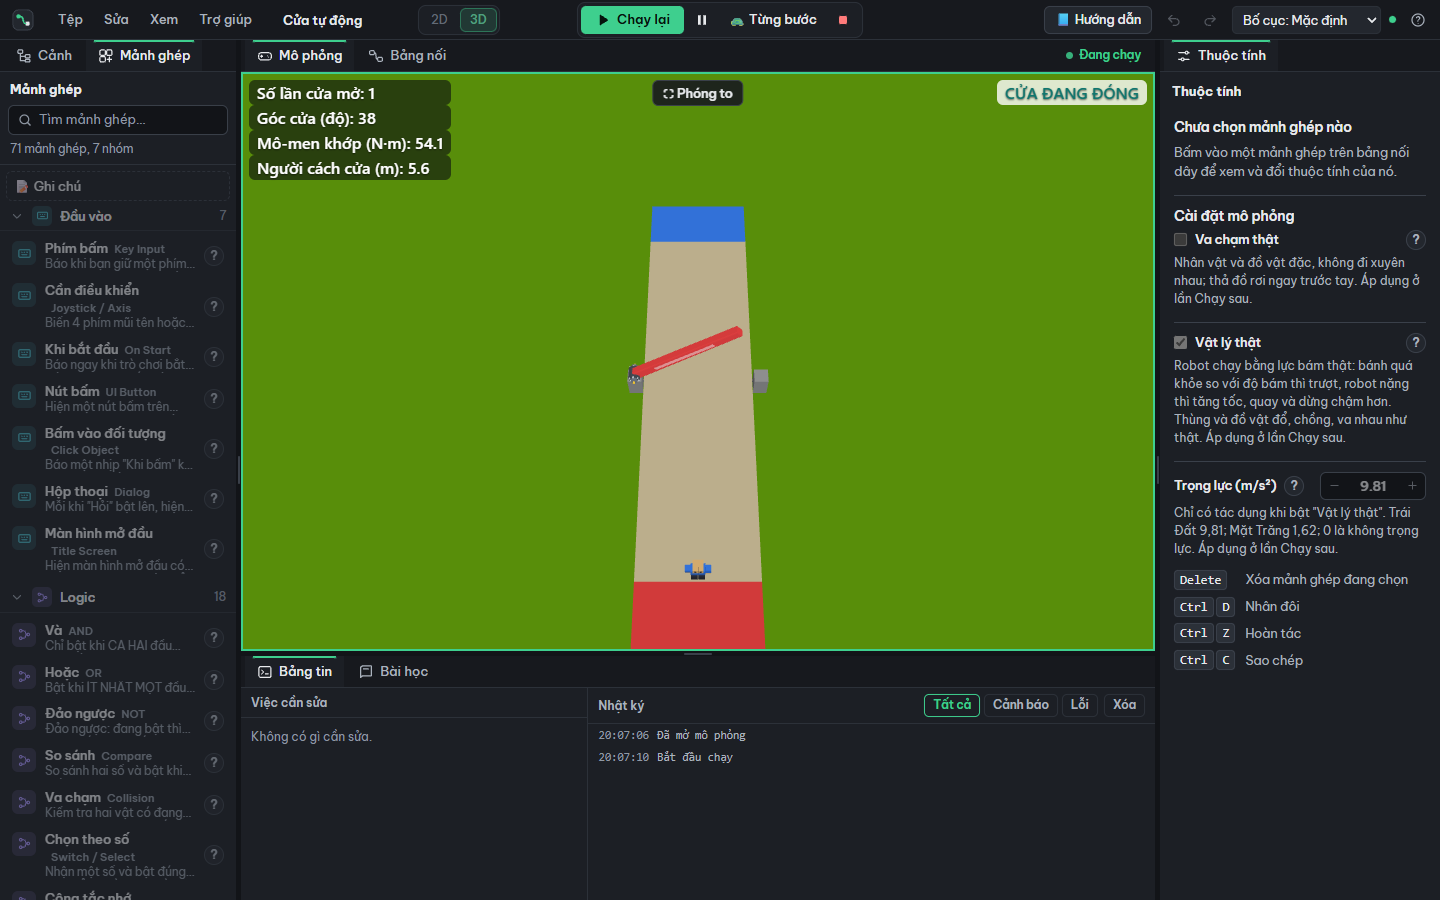 Tệp Sửa Xem Trợ giúp Cửa tự động 2D 3D Chạy lại Từng bước Hướng dẫn Bố cục: Mặc định
Cảnh Mảnh ghép
Mô phỏng Bảng nối Đang chạy
Thuộc tính
Mảnh ghép
Tìm mảnh ghép...
71 mảnh ghép, 7 nhóm
Ghi chú
Đầu vào 7
Phím bấm Key Input
Báo khi bạn giữ một phím...
Cần điều khiển
Joystick / Axis
Biến 4 phím mũi tên hoặc...
Khi bắt đầu On Start
Báo ngay khi trò chơi bắt...
Nút bấm UI Button
Hiện một nút bấm trên...
Bấm vào đối tượng
Click Object
Báo một nhịp "Khi bấm" k...
Hộp thoại Dialog
Mỗi khi "Hỏi" bật lên, hiện...
Màn hình mở đầu
Title Screen
Hiện màn hình mở đầu có...
Logic 18
Và AND
Chỉ bật khi CẢ HAI đầu...
Hoặc OR
Bật khi ÍT NHẤT MỘT đầu...
Đảo ngược NOT
Đảo ngược: đang bật thì...
So sánh Compare
So sánh hai số và bật khi...
Va chạm Collision
Kiểm tra hai vật có đang...
Chọn theo số
Switch / Select
Nhận một số và bật đúng...
Công tắc nhớ
Số lần cửa mở: 1
Góc cửa (độ): 38
Mô-men khớp (N·m): 54.1
Người cách cửa (m): 5.6
Phóng to
CỬA ĐANG ĐÓNG
Bảng tin Bài học
Việc cần sửa
Không có gì cần sửa.
Nhật ký Tất cả Cảnh báo Lỗi Xóa
20:07:06 Đã mở mô phỏng
20:07:10 Bắt đầu chạy
Thuộc tính
Chưa chọn mảnh ghép nào
Bấm vào một mảnh ghép trên bảng nối
dây để xem và đổi thuộc tính của nó.
Cài đặt mô phỏng
Va chạm thật ?
Nhân vật và đồ vật đặc, không đi xuyên
nhau; thả đồ rơi ngay trước tay. Áp dụng ở
lần Chạy sau.
Vật lý thật ?
Robot chạy bằng lực bám thật: bánh quá
khỏe so với độ bám thì trượt, robot nặng
thì tăng tốc, quay và dừng chậm hơn.
Thùng và đồ vật đổ, chồng, va nhau như
thật. Áp dụng ở lần Chạy sau.
Trọng lực (m/s²) ? − 9.81 +
Chỉ có tác dụng khi bật "Vật lý thật". Trái
Đất 9,81; Mặt Trăng 1,62; 0 là không trọng
lực. Áp dụng ở lần Chạy sau.
Delete Xóa mảnh ghép đang chọn
Ctrl D Nhân đôi
Ctrl Z Hoàn tác
Ctrl C Sao chép